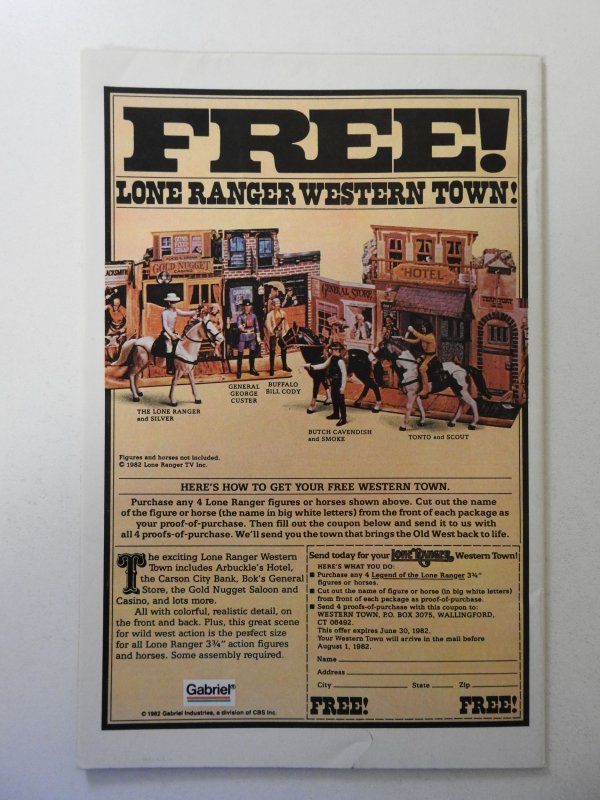 FREE!
LONE RANGER WESTERN TOWN!
GOLD NUGGET
CASINO
HOTEL
GENERAL STORE
THE LONE RANGER
and SILVER
GENERAL
GEORGE
CUSTER
BUFFALO
BILL CODY
BUTCH CAVENDISH
and SMOKE
TONTO and SCOUT
Figures and horses not included.
© 1982 Lone Ranger TV Inc.
HERE'S HOW TO GET YOUR FREE WESTERN TOWN.
Purchase any 4 Lone Ranger figures or horses shown above. Cut out the name
of the figure or horse (the name in big white letters) from the front of each package as
your proof-of-purchase. Then fill out the coupon below and send it to us with
all 4 proofs-of-purchase. We'll send you the town that brings the Old West back to life.
The exciting Lone Ranger Western
Town includes Arbuckle's Hotel,
the Carson City Bank, Bok's General
Store, the Gold Nugget Saloon and
Casino, and lots more.
All with colorful, realistic detail, on
the front and back. Plus, this great scene
for wild west action is the perfect size
for all Lone Ranger 3¾" action figures
and horses. Some assembly required.
Gabriel®
© 1982 Gabriel Industries, a division of CBS Inc.
Send today for your Lone Ranger Western Town!
HERE'S WHAT YOU DO:
■ Purchase any 4 Legend of the Lone Ranger 3¾"
figures or horses.
■ Cut out the name of figure or horse (in big white letters)
from front of each package as proof-of-purchase.
■ Send 4 proofs-of-purchase with this coupon to:
WESTERN TOWN, P.O. BOX 3075, WALLINGFORD,
CT 06492.
This offer expires June 30, 1982.
Your Western Town will arrive in the mail before
August 1, 1982.
Name
Address
City State Zip
FREE! FREE!